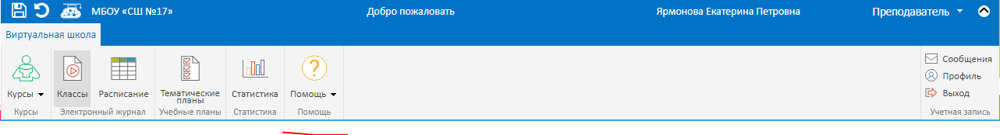 МБОУ «СШ №17» Добро пожаловать Ярмонова Екатерина Петровна Преподаватель
Виртуальная школа
Курсы Классы Расписание Тематические планы Статистика Помощь
Курсы Электронный журнал Учебные планы Статистика Помощь
Сообщения
Профиль
Выход
Учетная запись